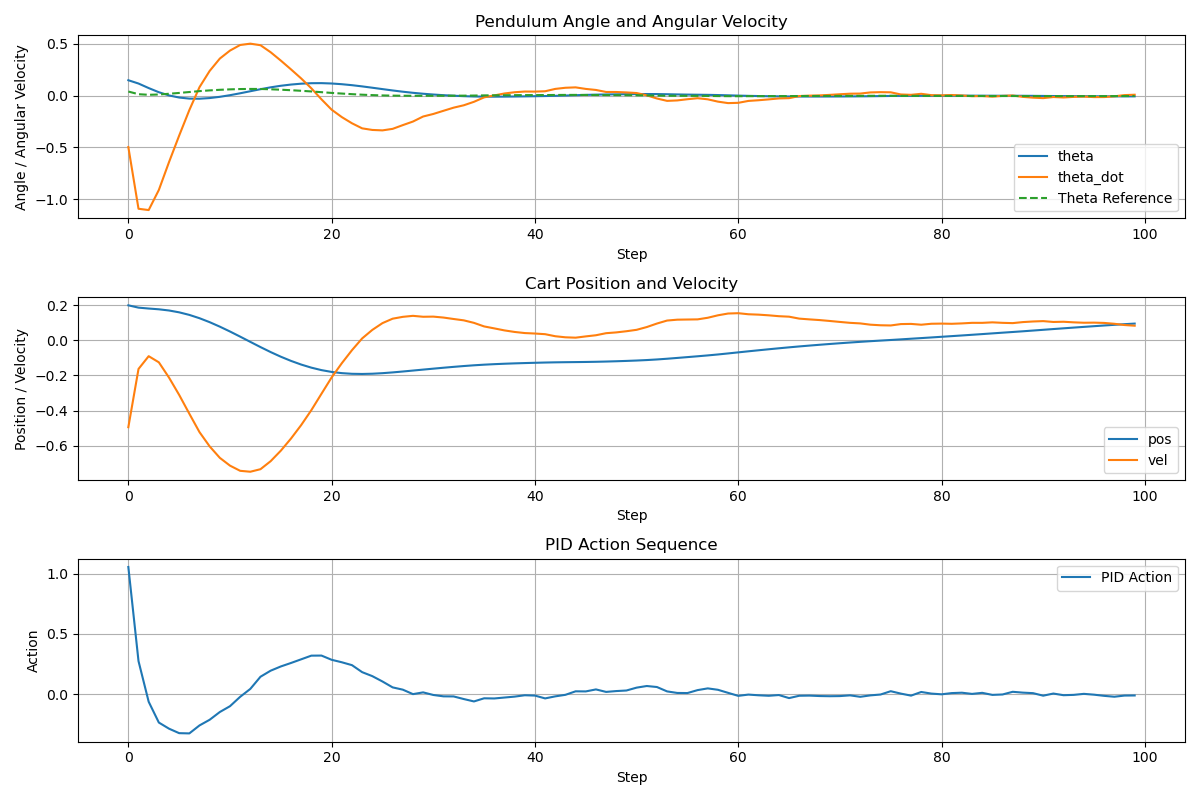 Pendulum Angle and Angular Velocity
Angle / Angular Velocity
0.5
0.0
−0.5
−1.0
theta
theta_dot
Theta Reference
0 20 40 60 80 100
Step
Cart Position and Velocity
Position / Velocity
0.2
0.0
−0.2
−0.4
−0.6
pos
vel
0 20 40 60 80 100
Step
PID Action Sequence
Action
1.0
0.5
0.0
PID Action
0 20 40 60 80 100
Step